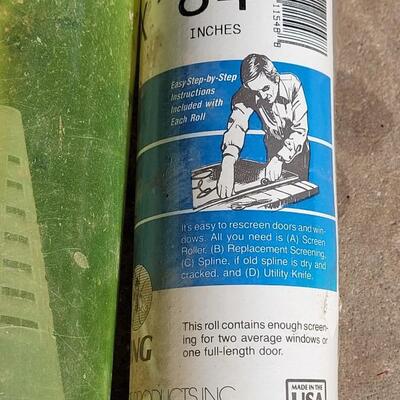 INCHES
Easy Step-by-Step
Instructions
Included with
Each Roll
It's easy to rescreen doors and win-
dows. All you need is (A) Screen
Roller, (B) Replacement Screening,
(C) Spline, if old spline is dry and
cracked, and (D) Utility Knife.
This roll contains enough screen-
ing for two average windows or
one full-length door.
PRODUCTS INC.
MADE IN THE
USA